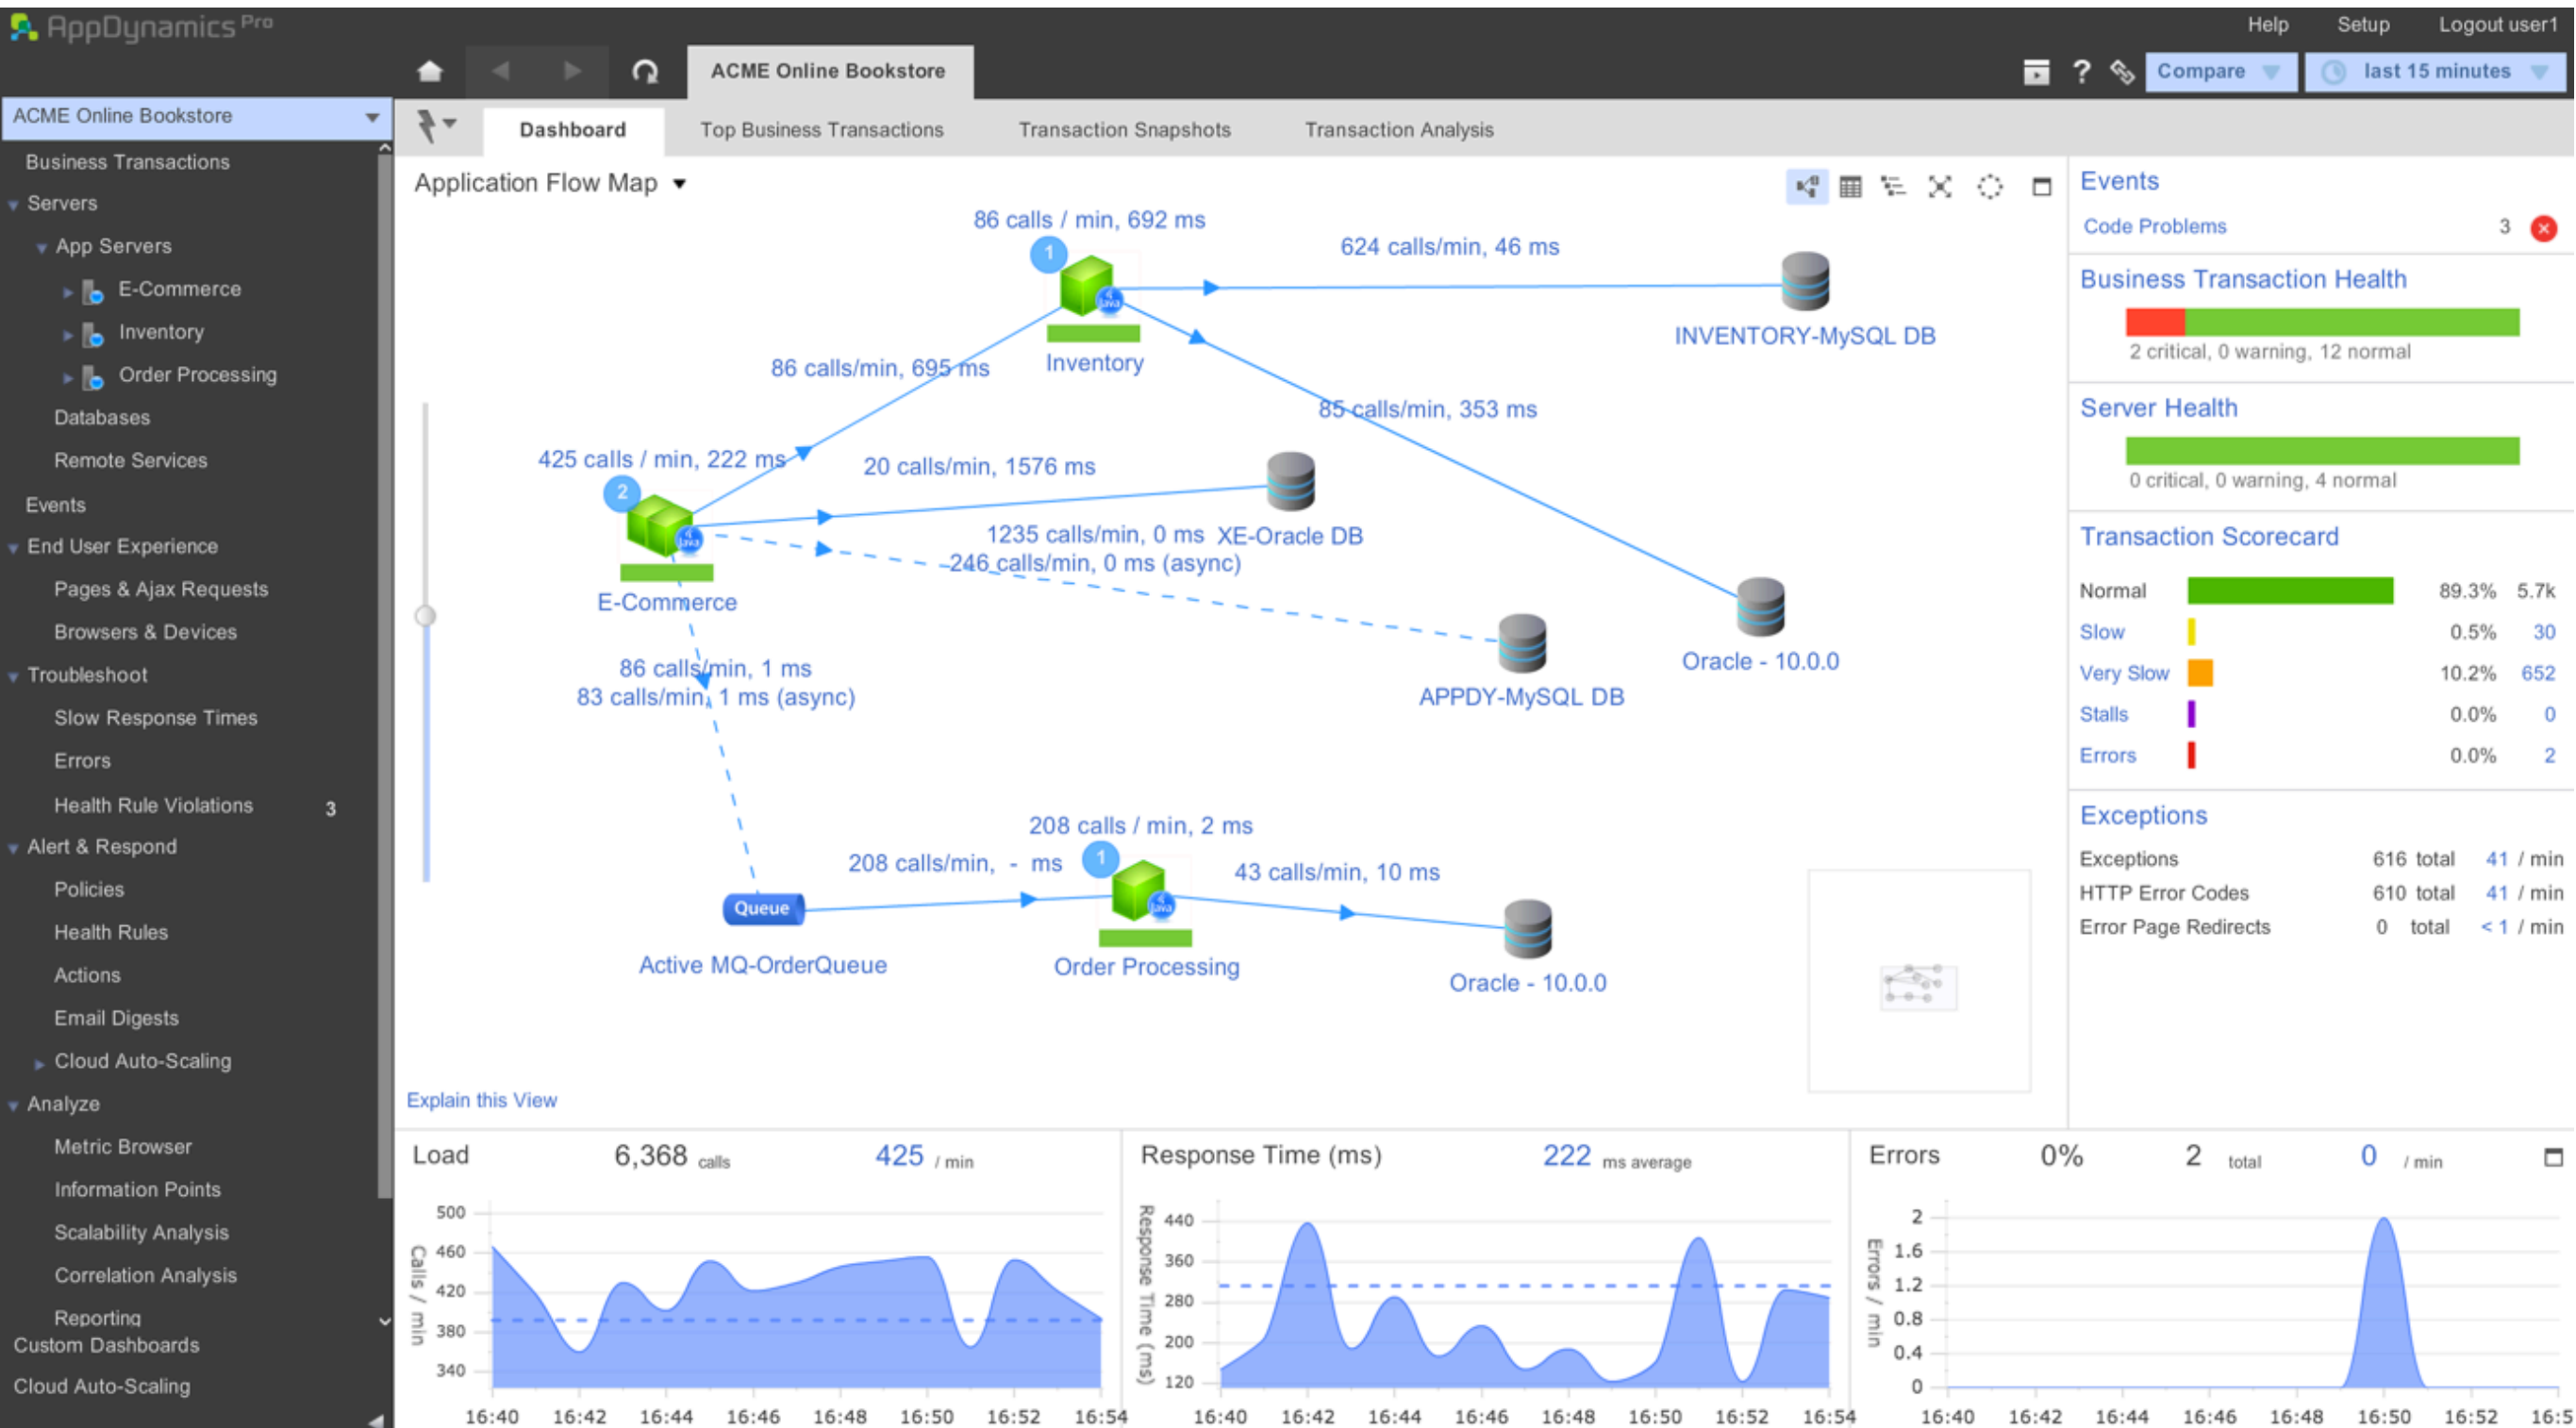 AppDynamics Pro
Help Setup Logout user1
ACME Online Bookstore
? Compare last 15 minutes
ACME Online Bookstore
Business Transactions
Servers
App Servers
E-Commerce
Inventory
Order Processing
Databases
Remote Services
Events
End User Experience
Pages & Ajax Requests
Browsers & Devices
Troubleshoot
Slow Response Times
Errors
Health Rule Violations 3
Alert & Respond
Policies
Health Rules
Actions
Email Digests
Cloud Auto-Scaling
Analyze
Metric Browser
Information Points
Scalability Analysis
Correlation Analysis
Reporting
Custom Dashboards
Cloud Auto-Scaling
Dashboard Top Business Transactions Transaction Snapshots Transaction Analysis
Application Flow Map
86 calls / min, 692 ms
1
Java
Inventory
624 calls/min, 46 ms
INVENTORY-MySQL DB
86 calls/min, 695 ms
85 calls/min, 353 ms
425 calls / min, 222 ms
2
Java
E-Commerce
20 calls/min, 1576 ms
XE-Oracle DB
1235 calls/min, 0 ms
246 calls/min, 0 ms (async)
Oracle - 10.0.0
APPDY-MySQL DB
86 calls/min, 1 ms
83 calls/min, 1 ms (async)
208 calls / min, 2 ms
208 calls/min, - ms
1
Java
43 calls/min, 10 ms
Queue
Active MQ-OrderQueue
Order Processing
Oracle - 10.0.0
Explain this View
Events
Code Problems 3
Business Transaction Health
2 critical, 0 warning, 12 normal
Server Health
0 critical, 0 warning, 4 normal
Transaction Scorecard
Normal 89.3% 5.7k
Slow 0.5% 30
Very Slow 10.2% 652
Stalls 0.0% 0
Errors 0.0% 2
Exceptions
Exceptions 616 total 41 / min
HTTP Error Codes 610 total 41 / min
Error Page Redirects 0 total < 1 / min
Load 6,368 calls 425 / min
Calls / min
500
460
420
380
340
16:40 16:42 16:44 16:46 16:48 16:50 16:52 16:54
Response Time (ms) 222 ms average
Response Time (ms)
440
360
280
200
120
16:40 16:42 16:44 16:46 16:48 16:50 16:52 16:54
Errors 0% 2 total 0 / min
Errors / min
2
1.6
1.2
0.8
0.4
0
16:40 16:42 16:44 16:46 16:48 16:50 16:52 16:5